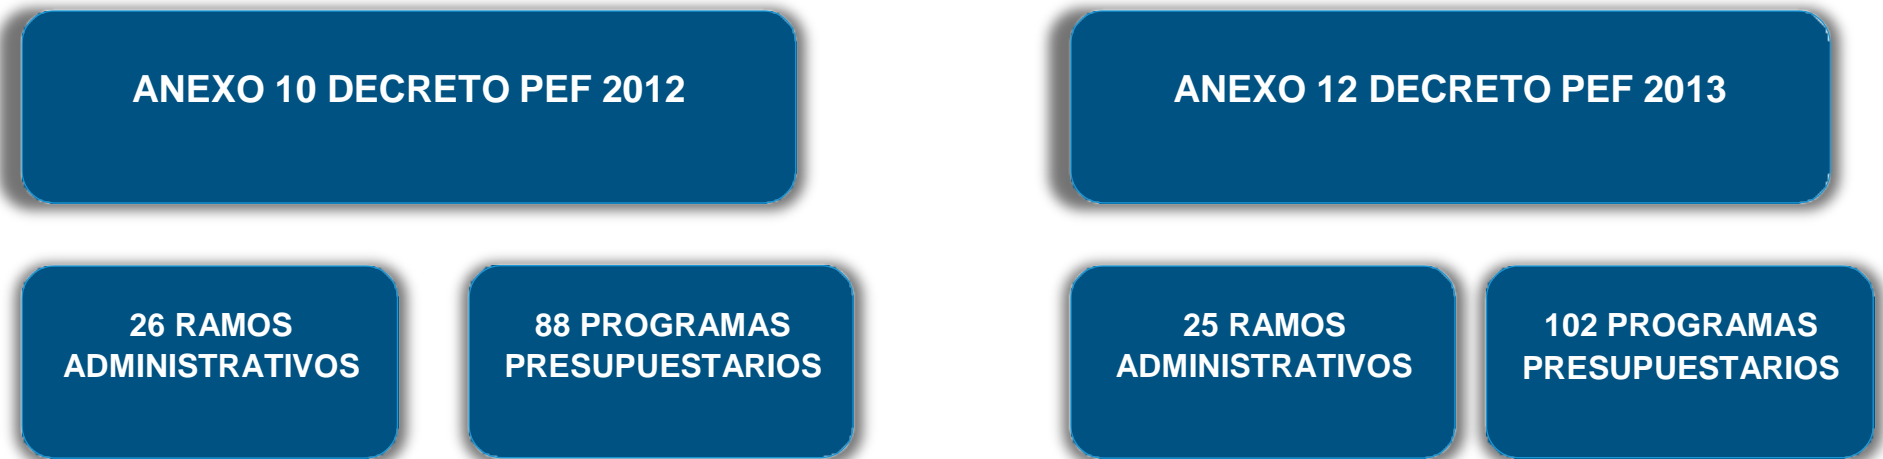 ANEXO 10 DECRETO PEF 2012
ANEXO 12 DECRETO PEF 2013
26 RAMOS
ADMINISTRATIVOS
88 PROGRAMAS
PRESUPUESTARIOS
25 RAMOS
ADMINISTRATIVOS
102 PROGRAMAS
PRESUPUESTARIOS